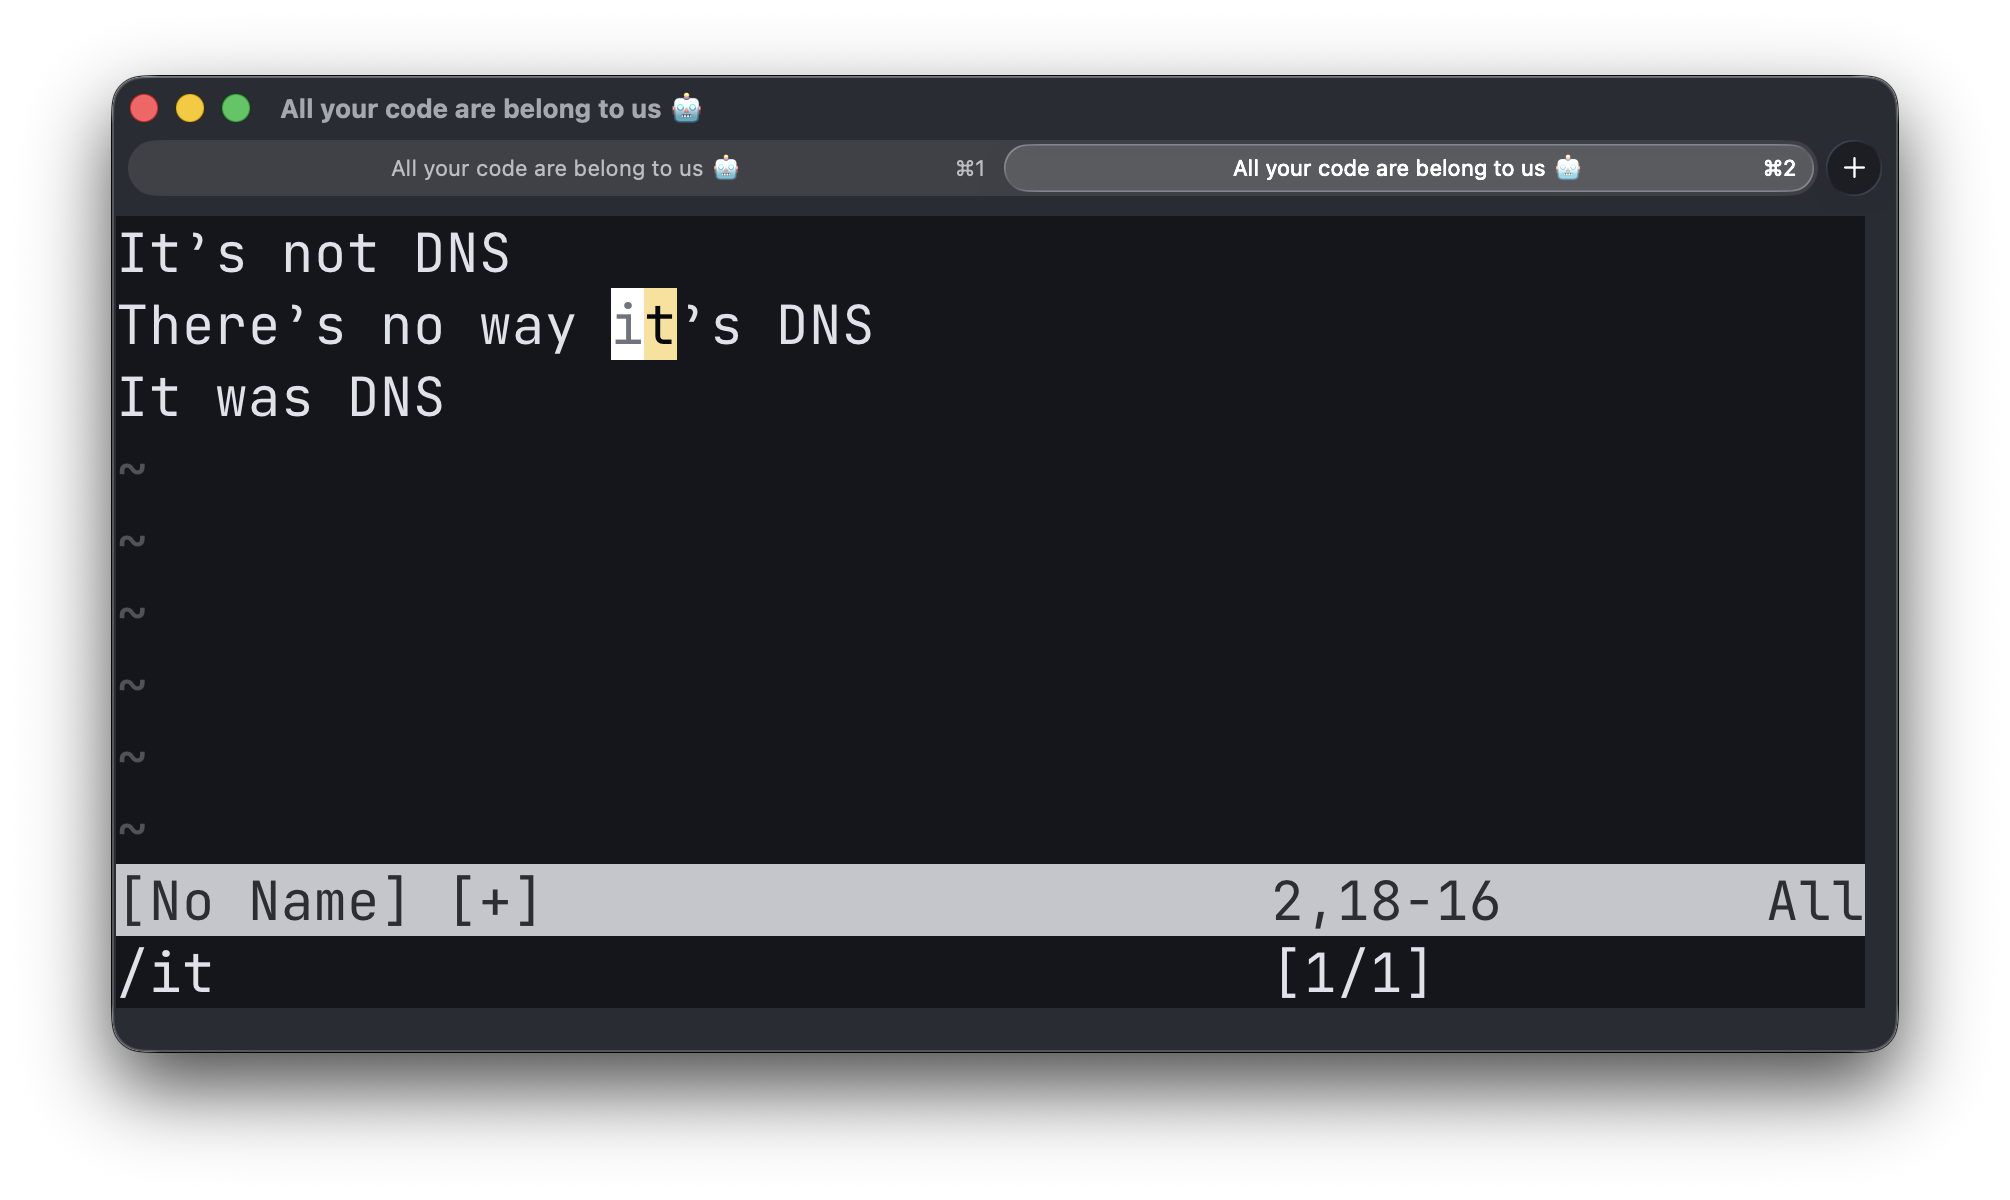 All your code are belong to us 🤖
All your code are belong to us 🤖 ⌘1 All your code are belong to us 🤖 ⌘2 +
It’s not DNS
There’s no way it’s DNS
It was DNS
~
~
~
~
~
~
[No Name] [+] 2,18-16 All
/it [1/1]